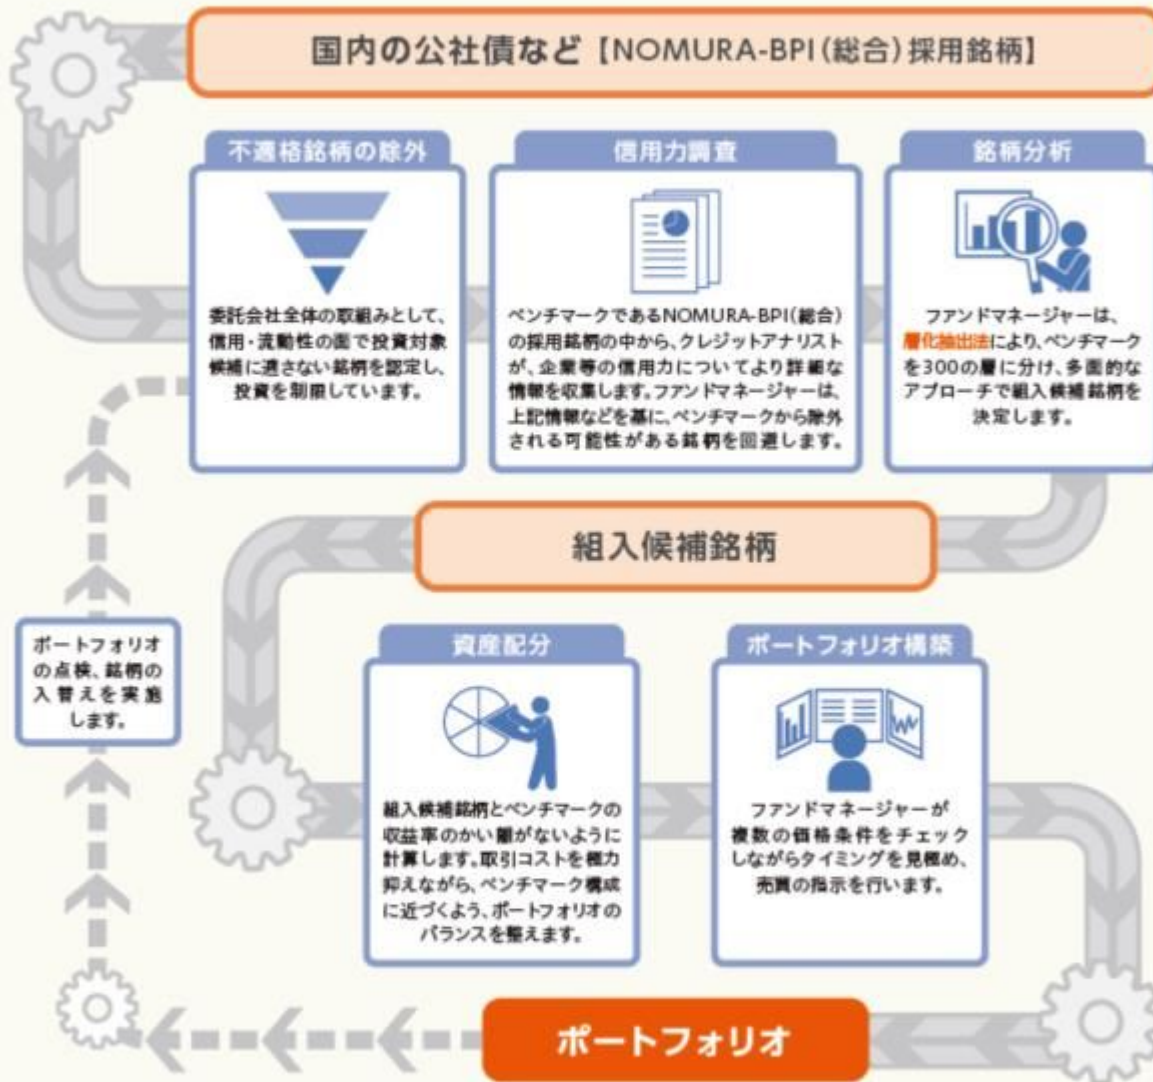 国内の公社債など【NOMURA-BPI(総合)採用銘柄】
不適格銘柄の除外
委託会社全体の取組みとして、
信用・流動性の面で投資対象
候補に適さない銘柄を認定し、
投資を制限しています。
信用力調査
ベンチマークであるNOMURA-BPI(総合)
の採用銘柄の中から、クレジットアナリスト
が、企業等の信用力についてより詳細な
情報を収集します。ファンドマネージャーは、
上記情報などを基に、ベンチマークから除外
される可能性がある銘柄を回避します。
銘柄分析
ファンドマネージャーは、
層化抽出法により、ベンチマーク
を300の層に分け、多面的な
アプローチで組入候補銘柄を
決定します。
組入候補銘柄
ポートフォリオ
の点検、銘柄の
入替えを実施
します。
資産配分
組入候補銘柄とベンチマークの
収益率のかい離がないように
計算します。取引コストを極力
抑えながら、ベンチマーク構成
に近づくよう、ポートフォリオの
バランスを整えます。
ポートフォリオ構築
ファンドマネージャーが
複数の価格条件をチェック
しながらタイミングを見極め、
売買の指示を行います。
ポートフォリオ